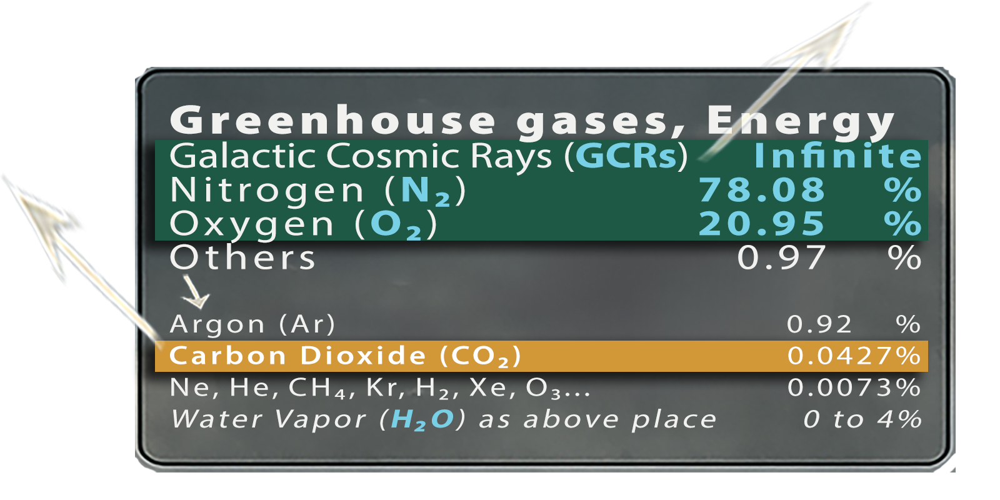 Greenhouse gases, Energy
Galactic Cosmic Rays (GCRs) Infinite
Nitrogen (N₂) 78.08 %
Oxygen (O₂) 20.95 %
Others 0.97 %
Argon (Ar) 0.92 %
Carbon Dioxide (CO₂) 0.0427%
Ne, He, CH₄, Kr, H₂, Xe, O₃...  0.0073%
Water Vapor (H₂O) as above place 0 to 4%